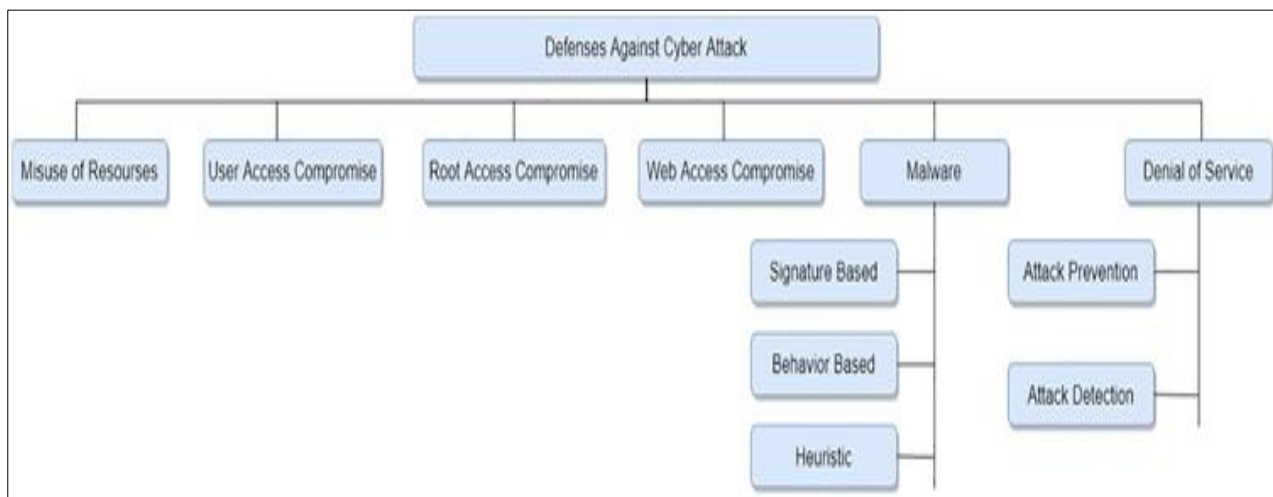 Defenses Against Cyber Attack
Misuse of Resourses
User Access Compromise
Root Access Compromise
Web Access Compromise
Malware
Denial of Service
Signature Based
Behavior Based
Heuristic
Attack Prevention
Attack Detection